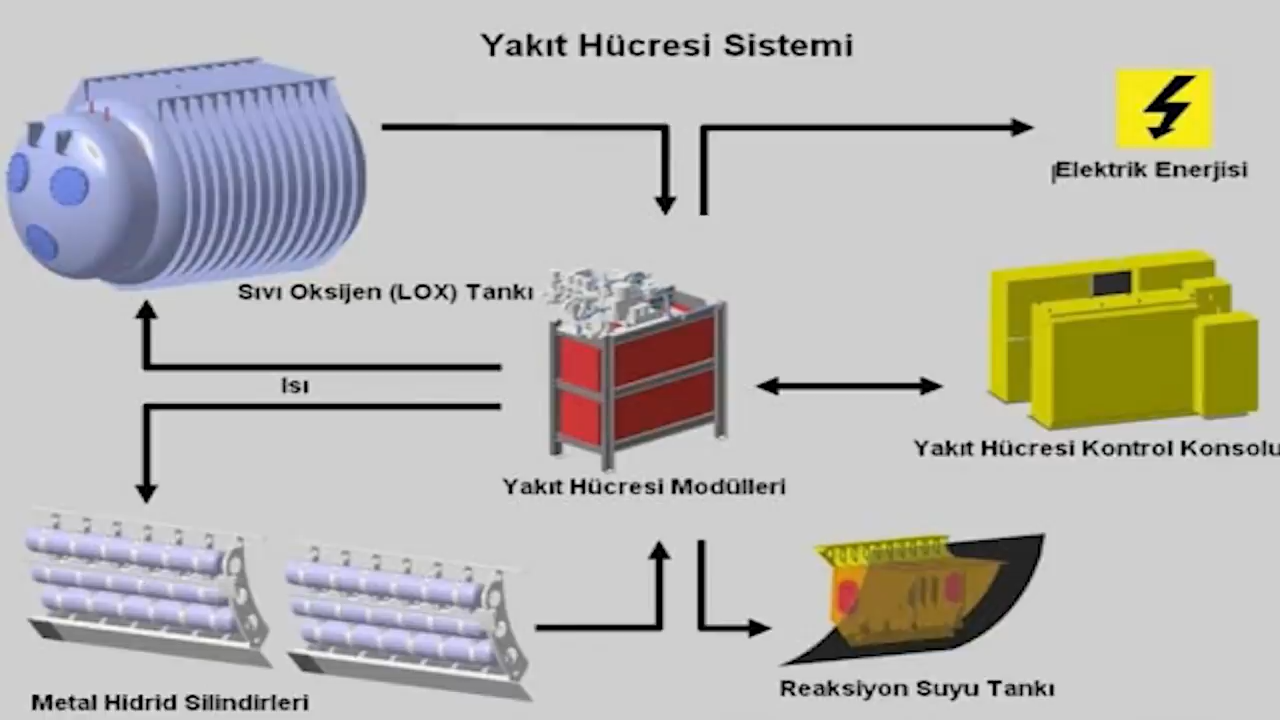 Yakıt Hücresi Sistemi
Elektrik Enerjisi
Sıvı Oksijen (LOX) Tankı
Isı
Yakıt Hücresi Kontrol Konsolu
Yakıt Hücresi Modülleri
Reaksiyon Suyu Tankı
Metal Hidrid Silindirleri